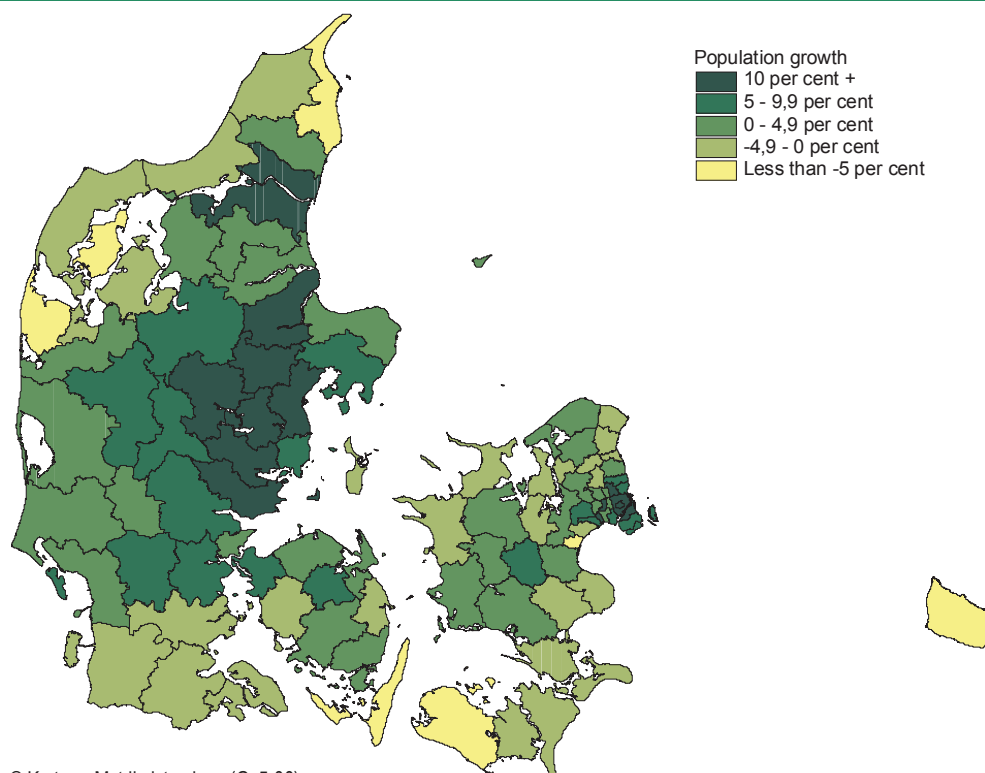 Population growth
10 per cent +
5 - 9,9 per cent
0 - 4,9 per cent
-4,9 - 0 per cent
Less than -5 per cent